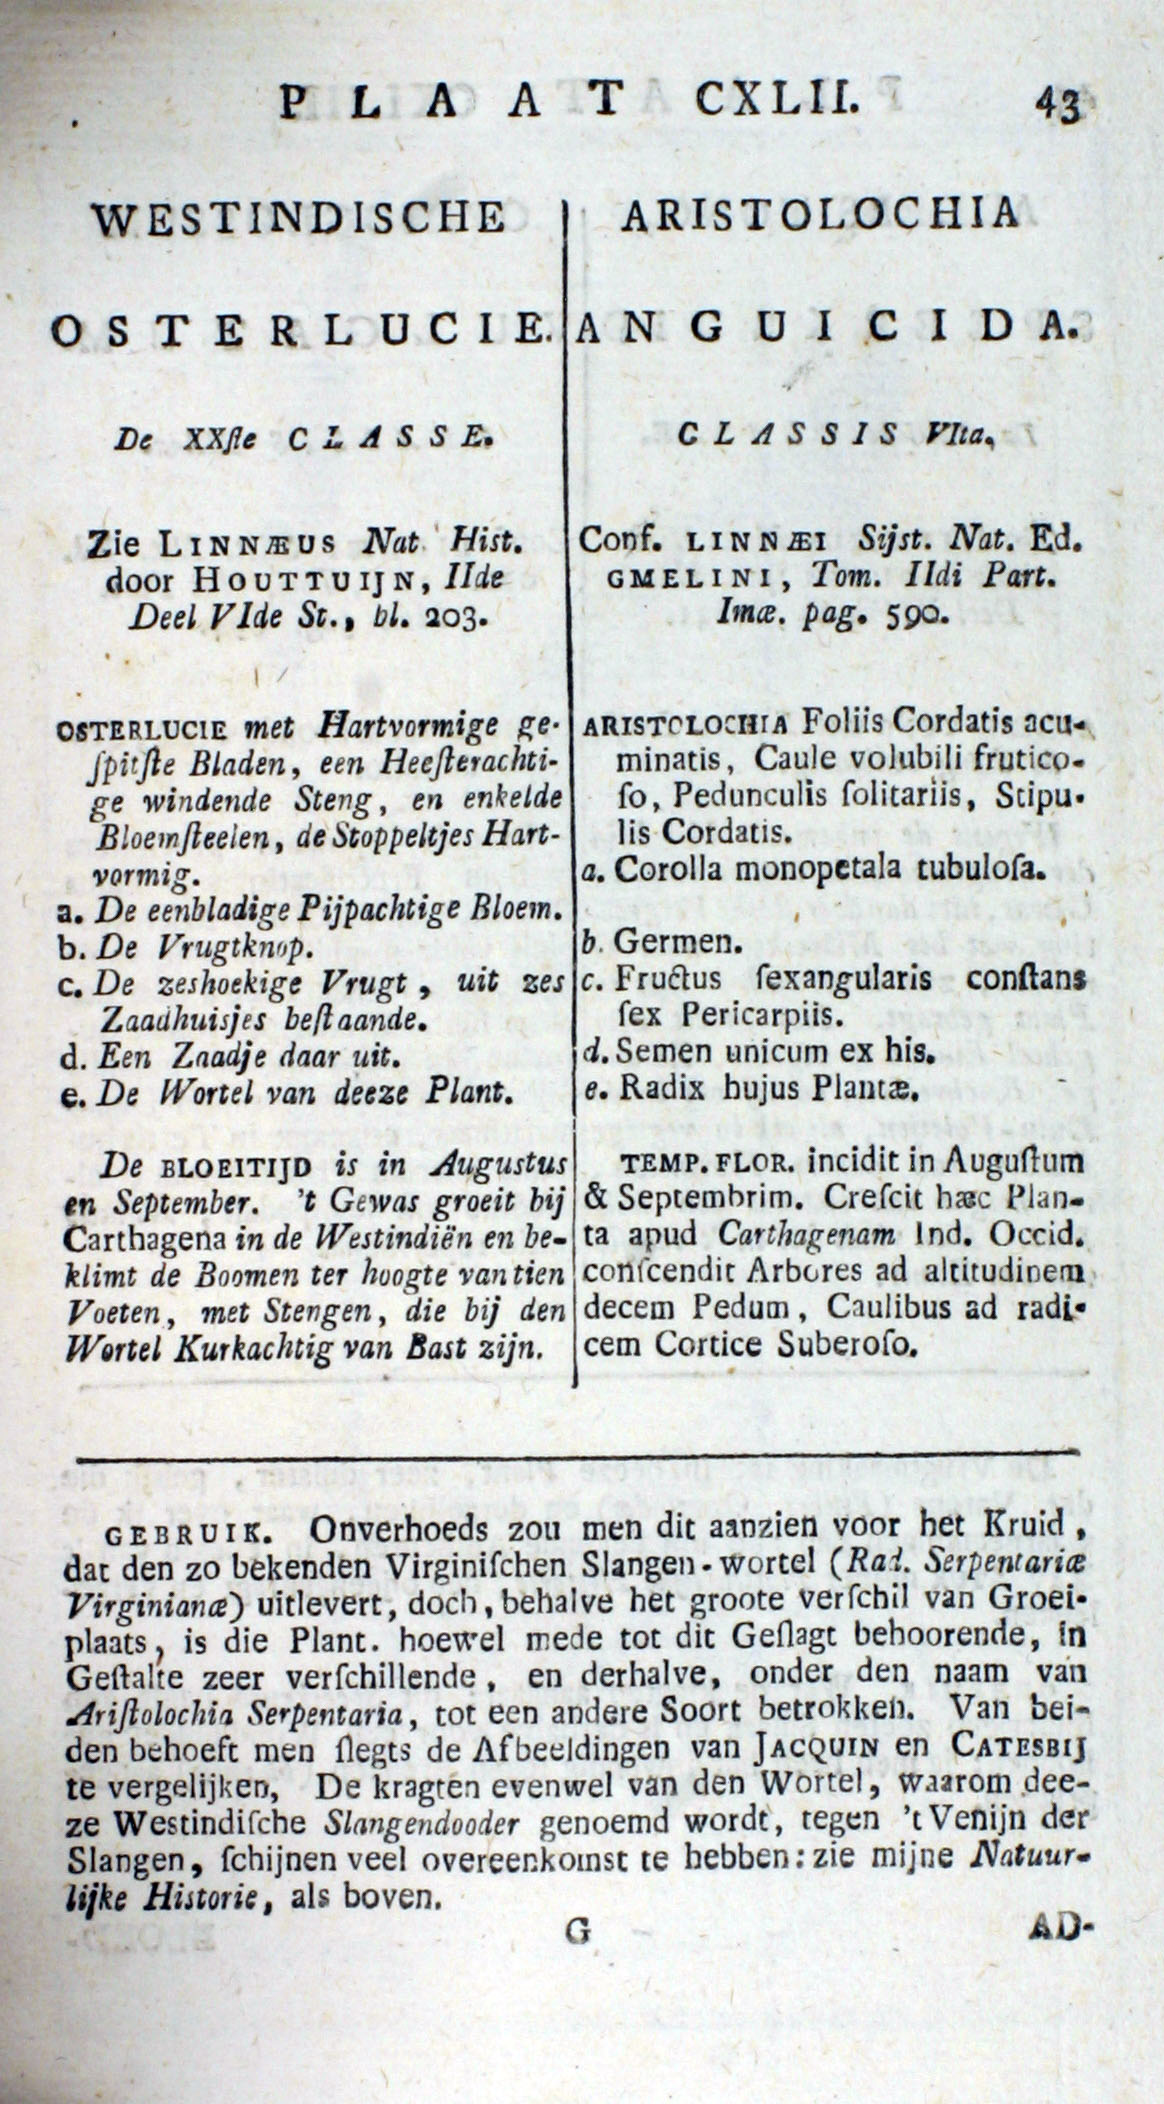 PLAAT CXLII. 43
WESTINDISCHE
OSTERLUCIE.
De XXſte CLASSE.
Zie LINNÆUS Nat. Hist.
door HOUTTUIJN, IIde
Deel VIde St., bl. 203.
OSTERLUCIE met Hartvormige ge-
ſpitſte Bladen, een Heeſterachti-
ge windende Steng, en enkelde
Bloemſteelen, de Stoppeltjes Hart-
vormig.
a. De eenbladige Pijpachtige Bloem.
b. De Vrugtknop.
c. De zeshoekige Vrugt, uit zes
Zaadhuisjes beſtaande.
d. Een Zaadje daar uit.
e. De Wortel van deeze Plant.
De BLOEITIJD is in Augustus
en September. 't Gewas groeit bij
Carthagena in de Westindiën en be-
klimt de Boomen ter hoogte van tien
Voeten, met Stengen, die bij den
Wortel Kurkachtig van Bast zijn.
ARISTOLOCHIA
ANGUICIDA.
CLASSIS VIta.
Conf. LINNÆI Sijst. Nat. Ed.
GMELINI, Tom. IIdi Part.
Imæ. pag. 590.
ARISTOLOCHIA Foliis Cordatis acu-
minatis, Caule volubili frutico-
ſo, Pedunculis ſolitariis, Stipu-
lis Cordatis.
a. Corolla monopetala tubuloſa.
b. Germen.
c. Fructus ſexangularis conſtans
ſex Pericarpiis.
d. Semen unicum ex his.
e. Radix hujus Plantæ.
TEMP. FLOR. incidit in Auguſtum
& Septembrim. Creſcit hæc Plan-
ta apud Carthagenam Ind. Occid.
conſcendit Arbores ad altitudinem
decem Pedum, Caulibus ad radi-
cem Cortice Suberoſo.
GEBRUIK. Onverhoeds zou men dit aanzien voor het Kruid,
dat den zo bekenden Virginiſchen Slangen-wortel (Rad. Serpentariæ
Virginianæ) uitlevert, doch, behalve het groote verſchil van Groei-
plaats, is die Plant. hoewel mede tot dit Geſlagt behoorende, in
Geſtalte zeer verſchillende, en derhalve, onder den naam van
Ariſtolochia Serpentaria, tot een andere Soort betrokken. Van bei-
den behoeft men ſlegts de Afbeeldingen van JACQUIN en CATESBIJ
te vergelijken, De kragten evenwel van den Wortel, waarom dee-
ze Westindiſche Slangendooder genoemd wordt, tegen 't Venijn der
Slangen, ſchijnen veel overeenkomst te hebben: zie mijne Natuur-
lijke Historie, als boven.
G AD-